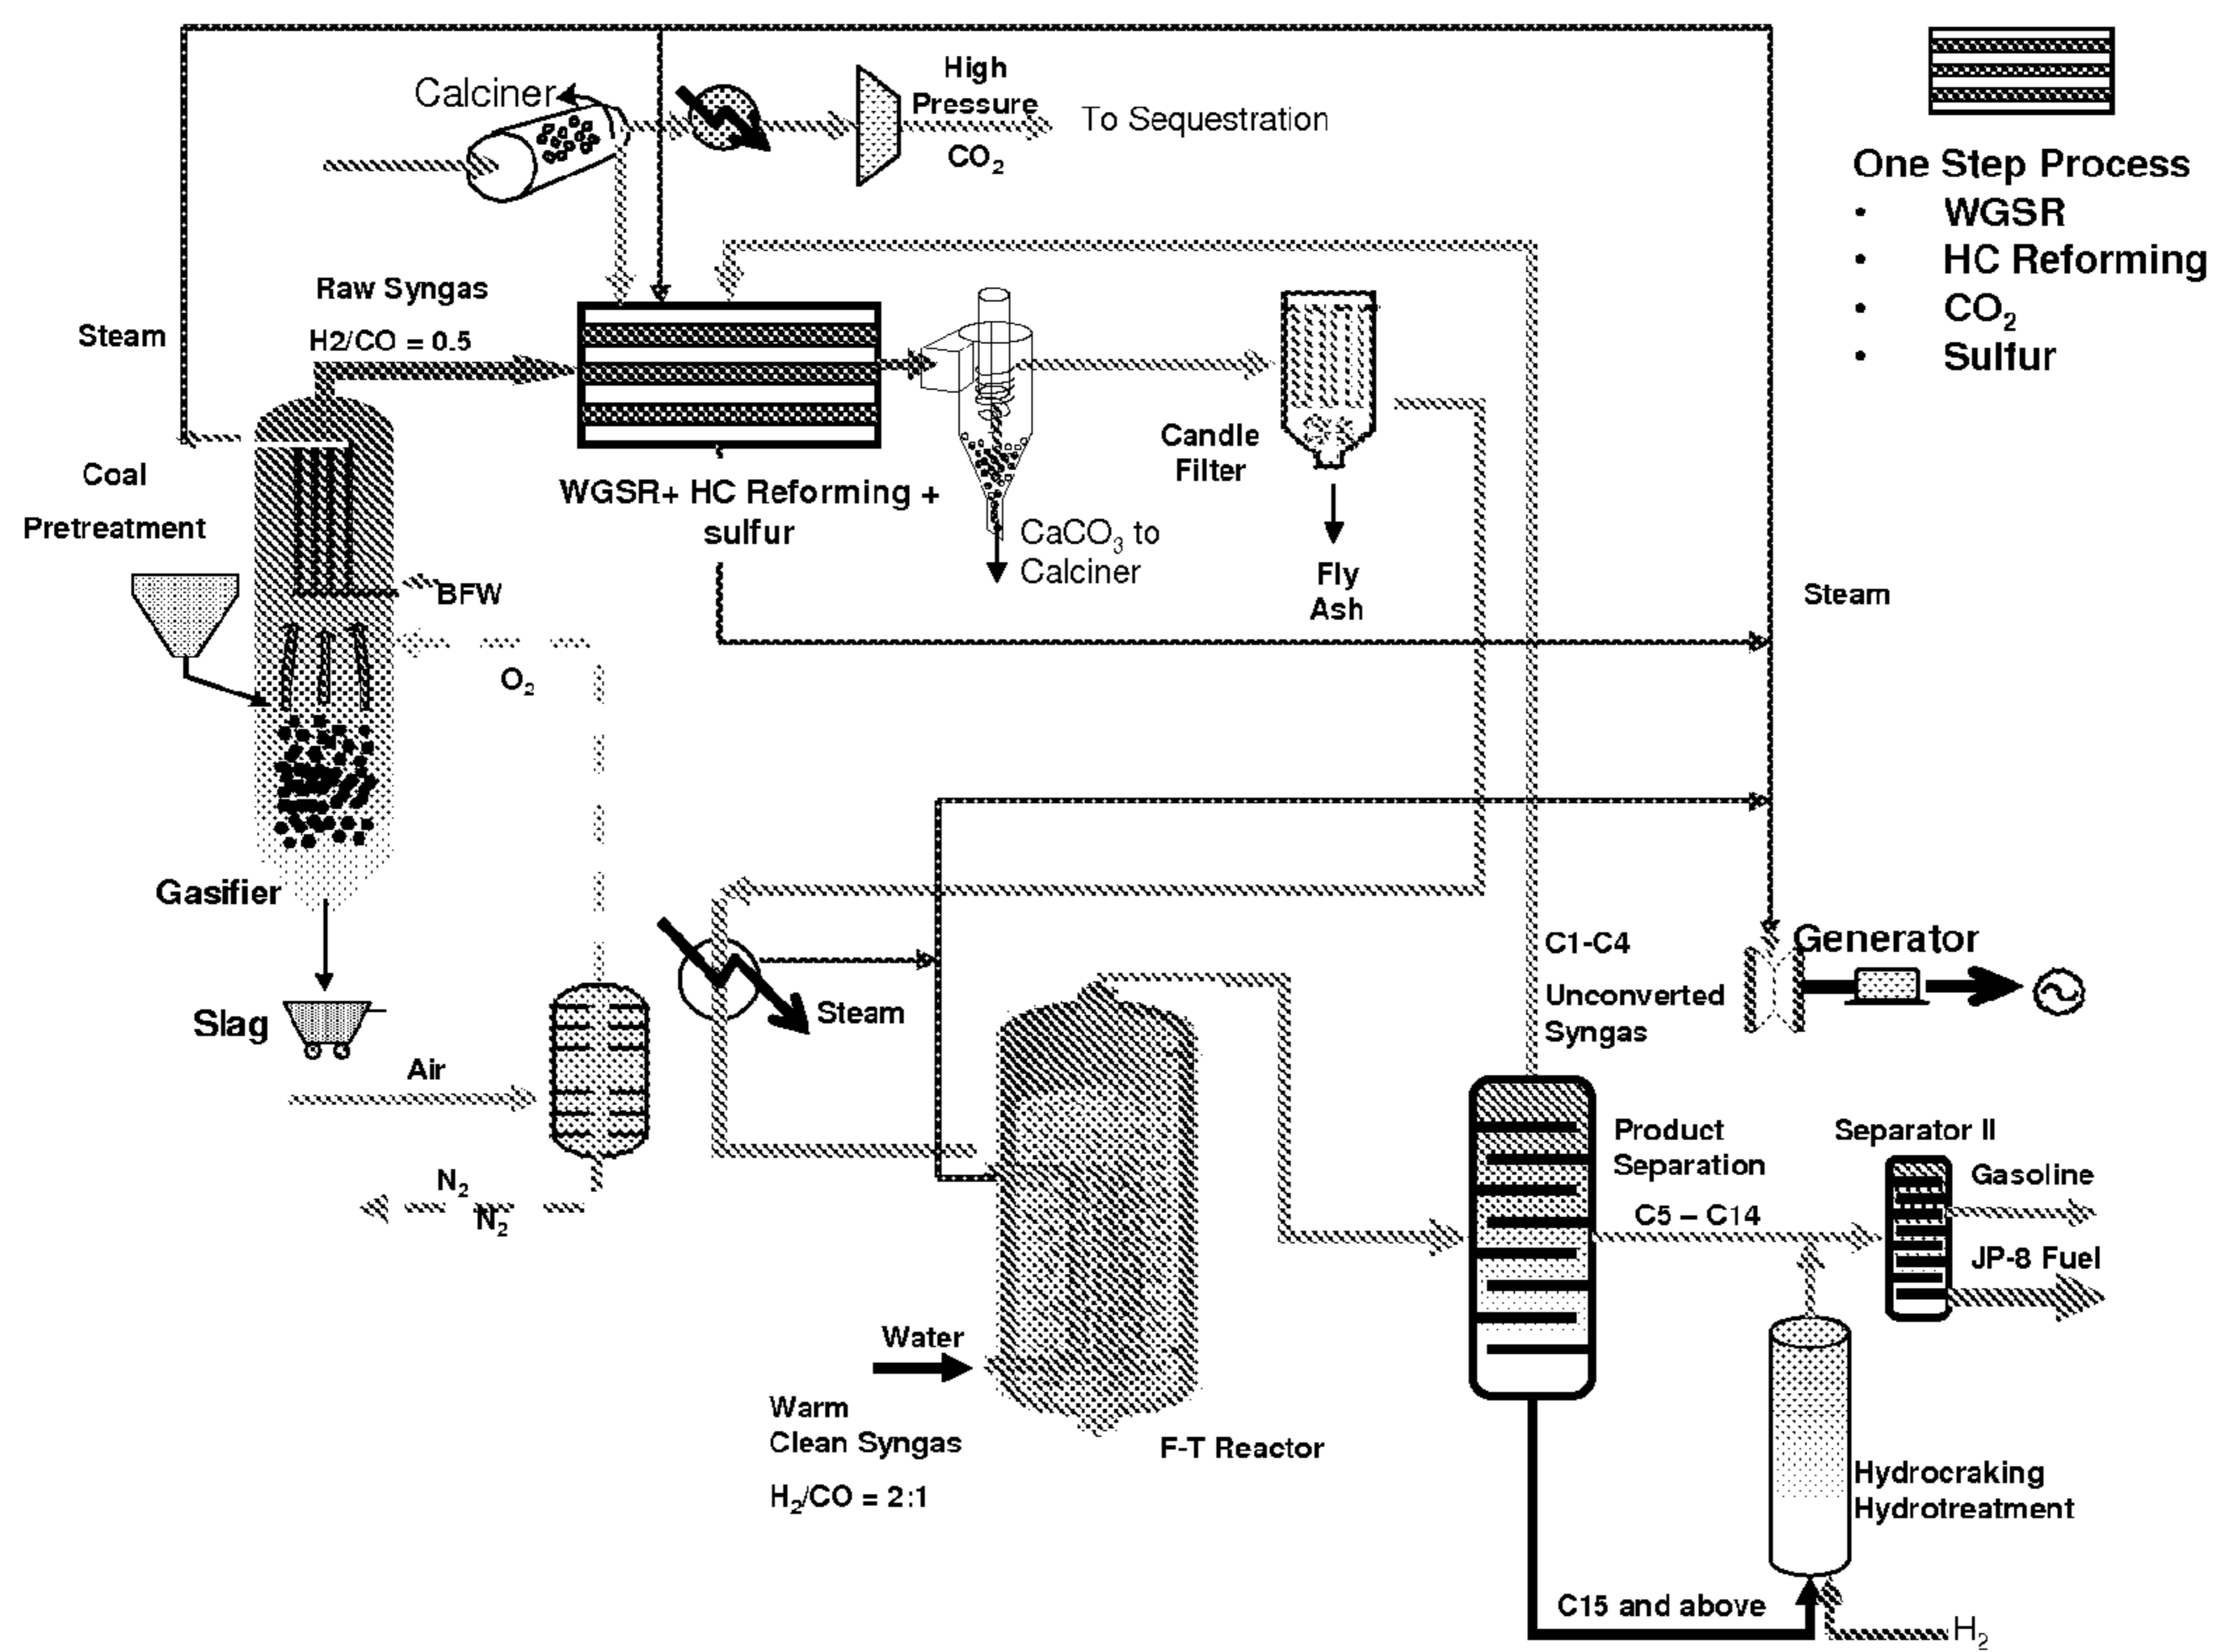 Calciner
High
Pressure
CO₂
To Sequestration
One Step Process
• WGSR
• HC Reforming
• CO₂
• Sulfur
Raw Syngas
H2/CO = 0.5
Steam
Coal
Pretreatment
WGSR+ HC Reforming +
sulfur
CaCO₃ to
Calciner
Candle
Filter
Fly
Ash
BFW
O₂
Steam
Gasifier
Slag
Air
N₂
N₂
Steam
C1-C4
Unconverted
Syngas
Generator
Product
Separation
C5 – C14
Separator II
Gasoline
JP-8 Fuel
Water
Warm
Clean Syngas
H₂/CO = 2:1
F-T Reactor
Hydrocraking
Hydrotreatment
C15 and above
H₂